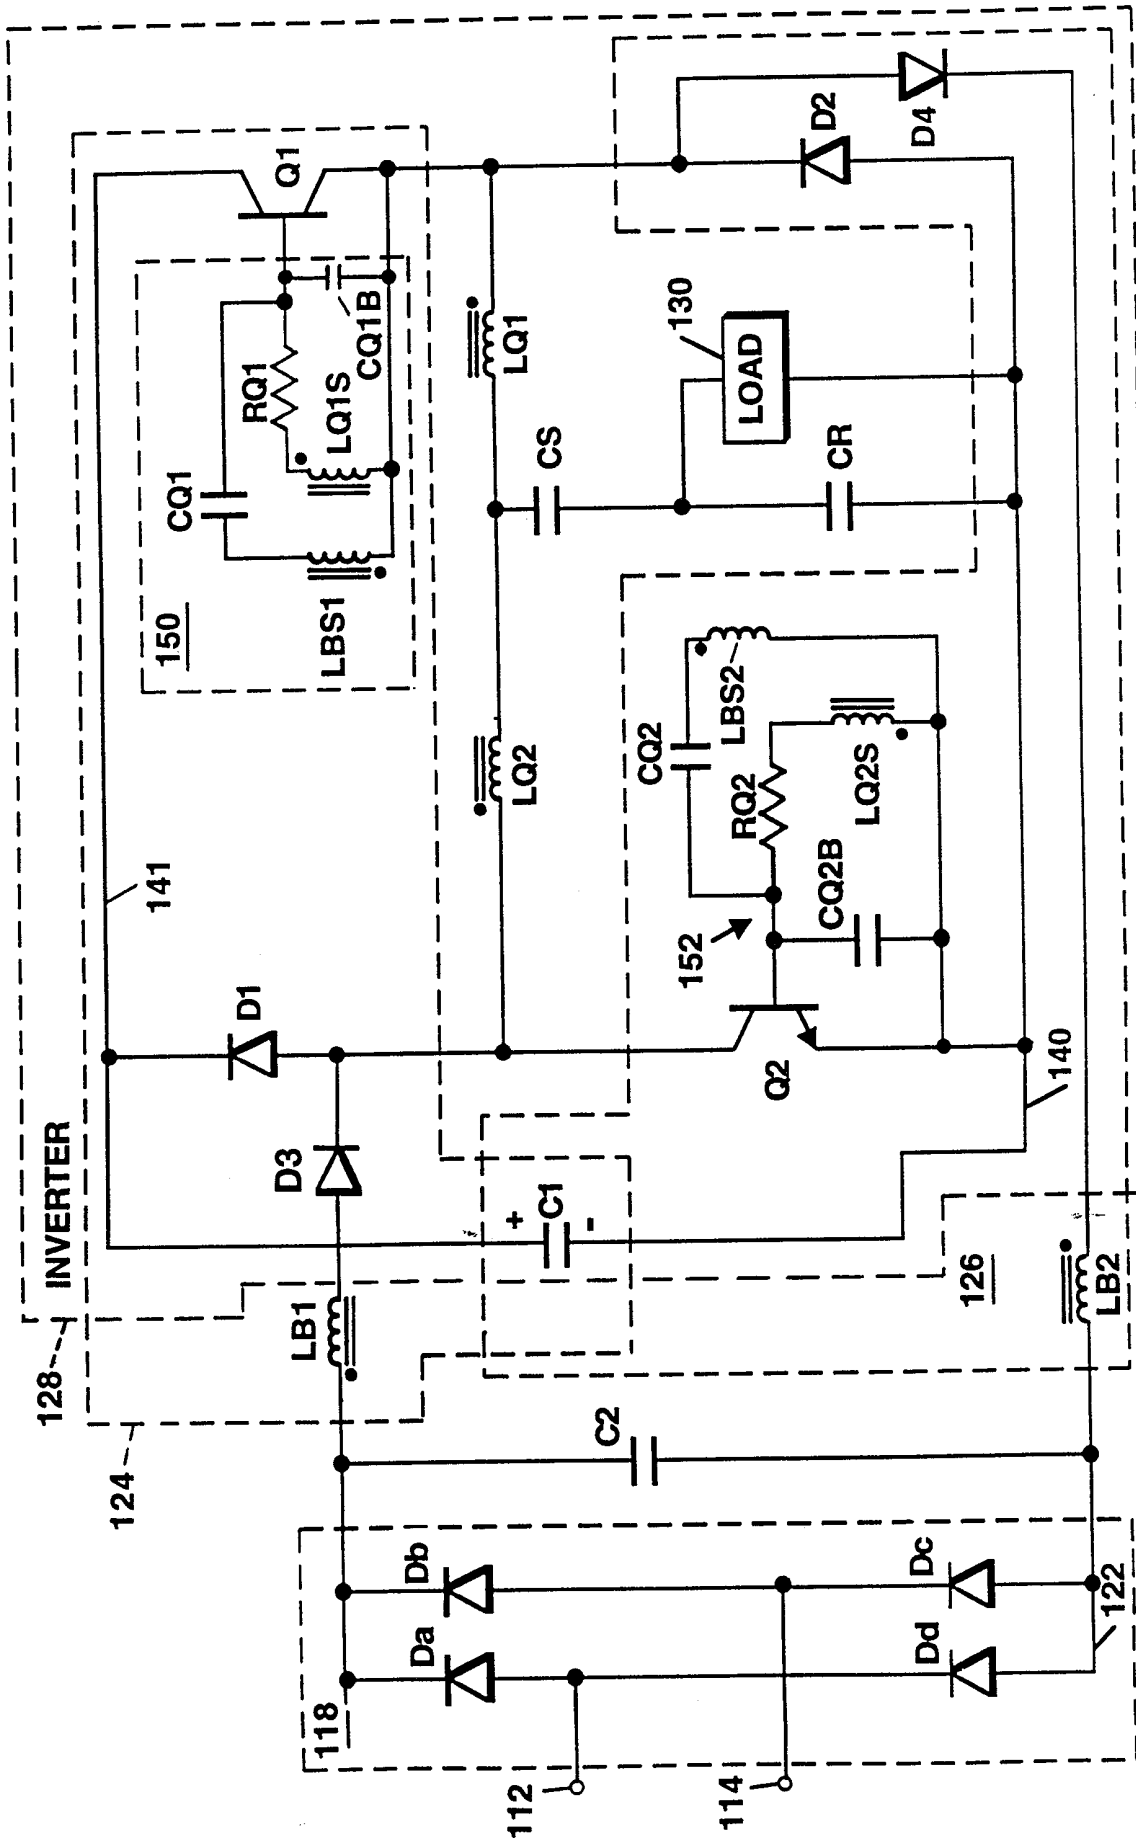 128
INVERTER
124
141
D1
Q1
150
CQ1
RQ1
LQ1S
CQ1B
LBS1
D3
LB1
LQ2
LQ1
+
C1
-
CS
130
LOAD
CR
D2
D4
CQ2
LBS2
RQ2
LQ2S
CQ2B
152
Q2
140
126
LB2
C2
118
Da
Db
Dc
Dd
122
112
114